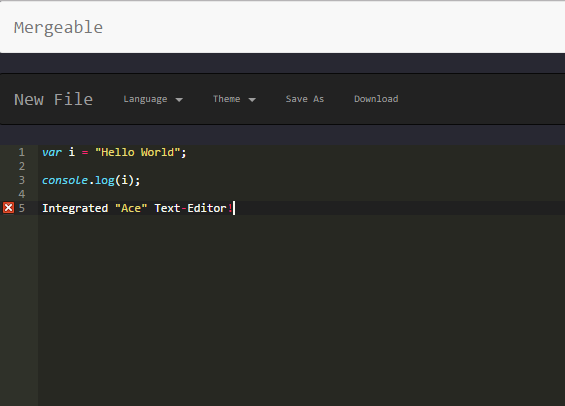 Mergeable
New File Language Theme Save As Download
1 var i = "Hello World";
2
3 console.log(i);
4
5 Integrated "Ace" Text-Editor!